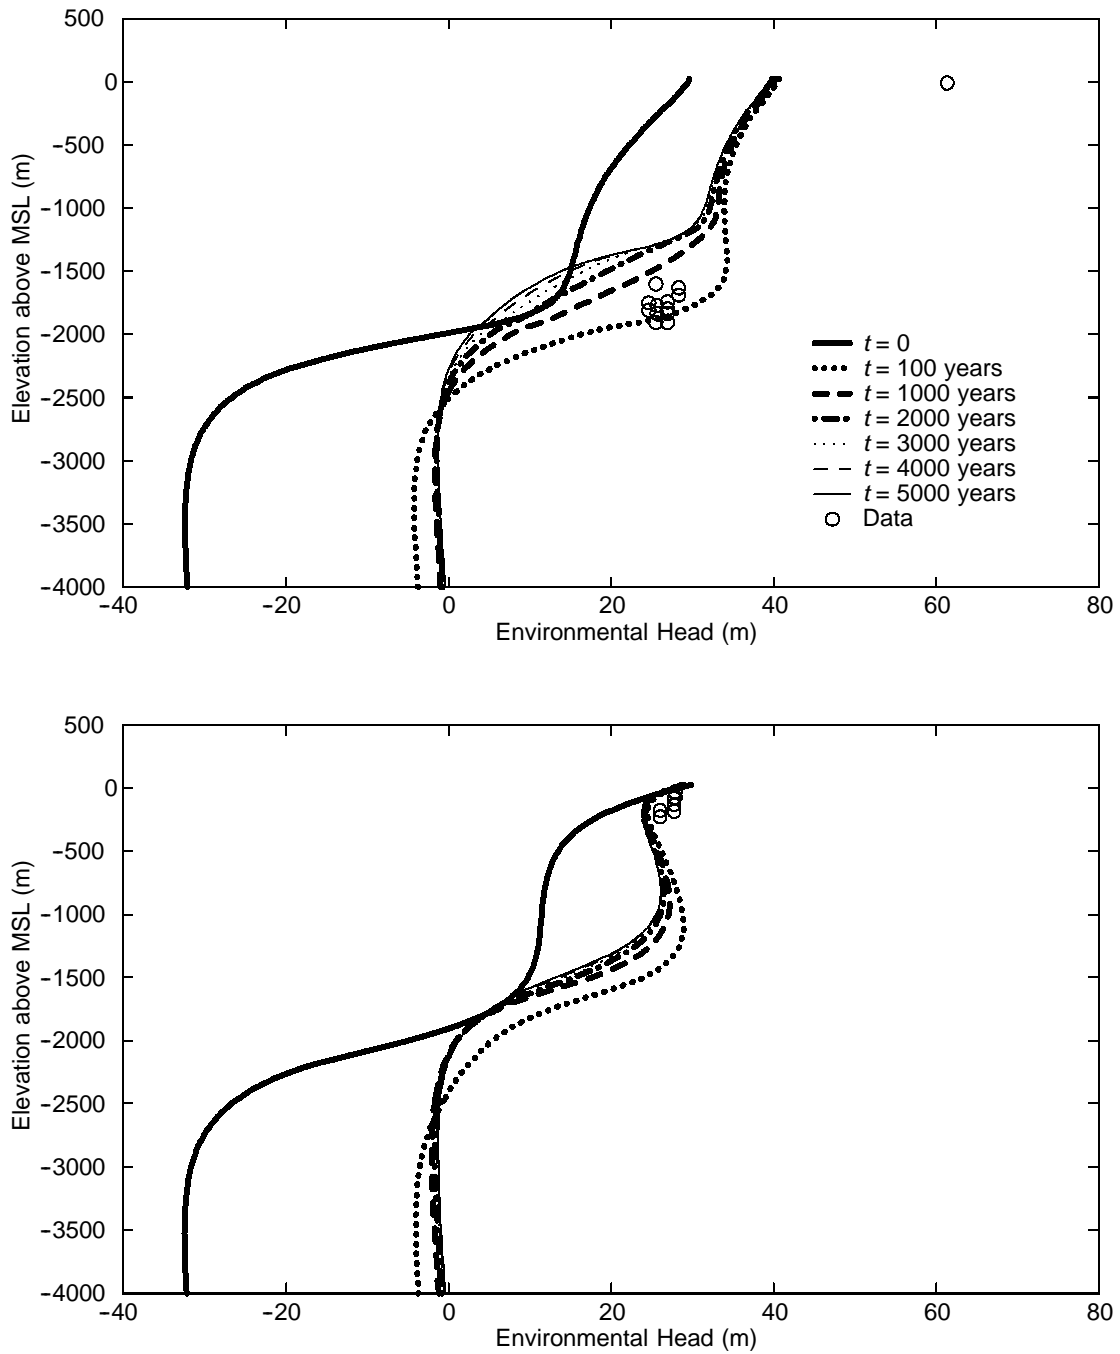 500
0
--500
--1000
--1500
--2000
--2500
--3000
--3500
--4000
Elevation above MSL (m)
t = 0
t = 100 years
t = 1000 years
t = 2000 years
t = 3000 years
t = 4000 years
t = 5000 years
Data
--40 --20 0 20 40 60 80
Environmental Head (m)
500
0
--500
--1000
--1500
--2000
--2500
--3000
--3500
--4000
Elevation above MSL (m)
--40 --20 0 20 40 60 80
Environmental Head (m)